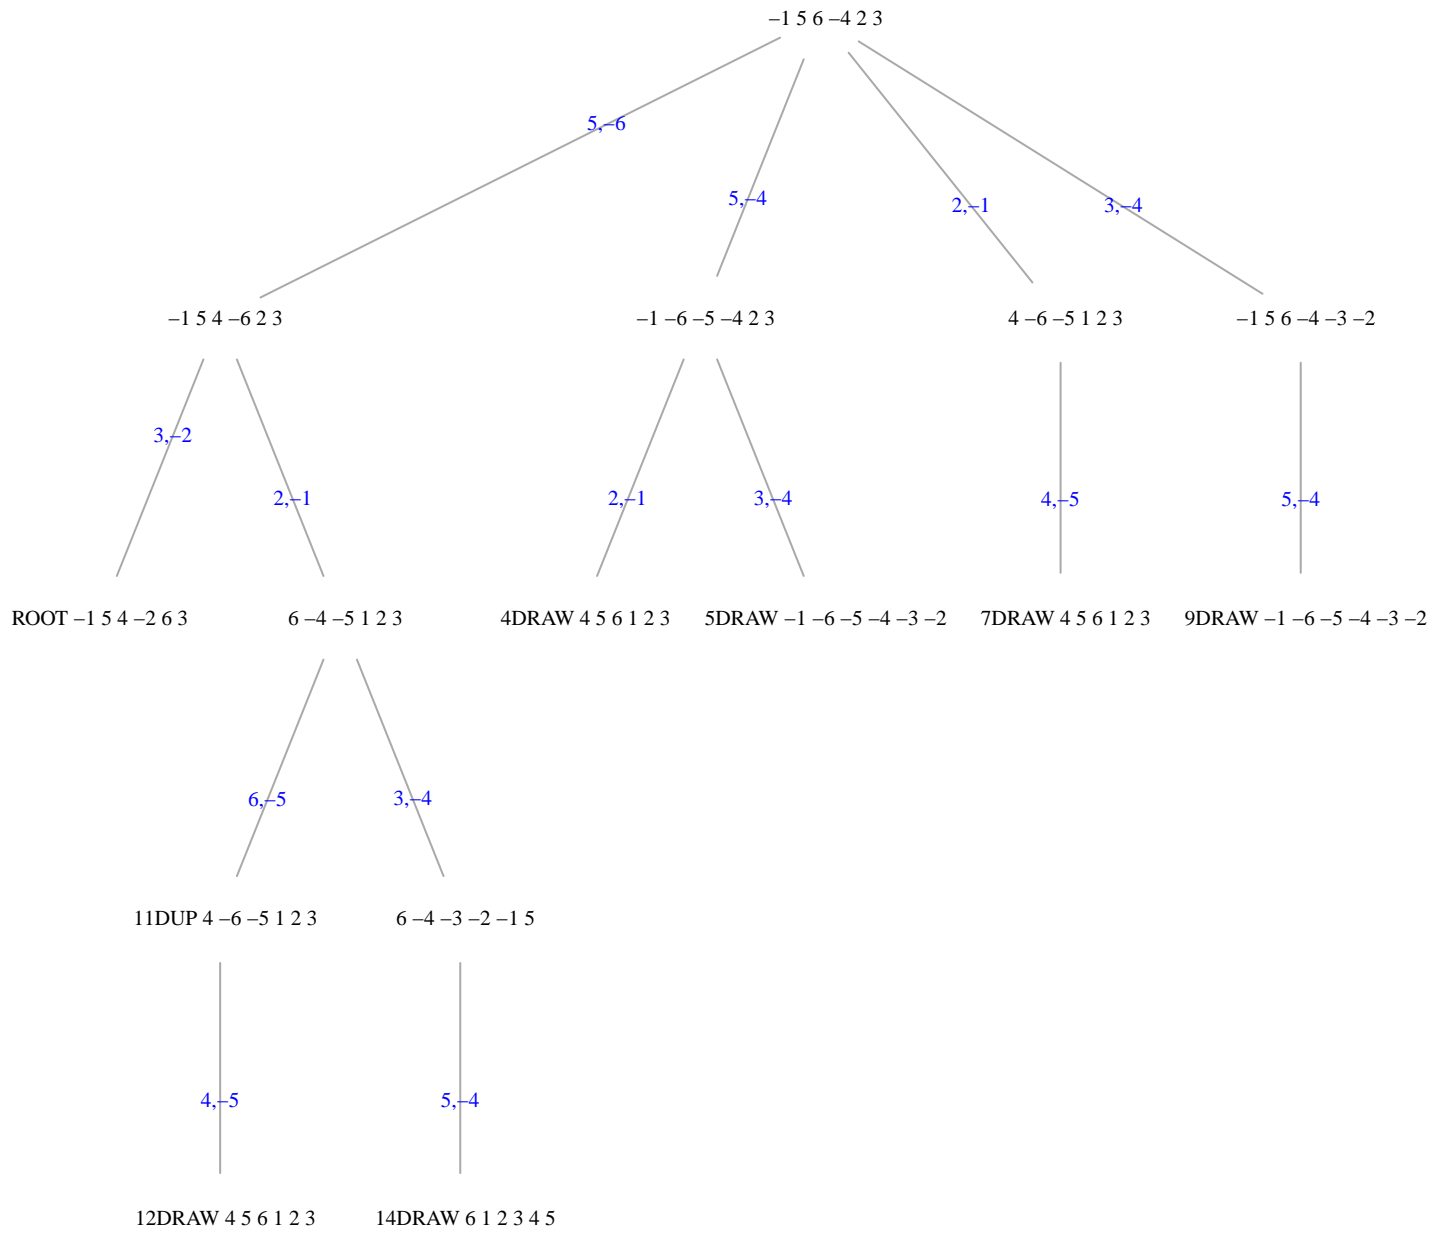 –1 5 6 –4 2 3
5,–6
5,–4
2,–1
3,–4
–1 5 4 –6 2 3
–1 –6 –5 –4 2 3
4 –6 –5 1 2 3
–1 5 6 –4 –3 –2
3,–2
2,–1
2,–1
3,–4
4,–5
5,–4
ROOT –1 5 4 –2 6 3
6 –4 –5 1 2 3
4DRAW 4 5 6 1 2 3
5DRAW –1 –6 –5 –4 –3 –2
7DRAW 4 5 6 1 2 3
9DRAW –1 –6 –5 –4 –3 –2
6,–5
3,–4
11DUP 4 –6 –5 1 2 3
6 –4 –3 –2 –1 5
4,–5
5,–4
12DRAW 4 5 6 1 2 3
14DRAW 6 1 2 3 4 5